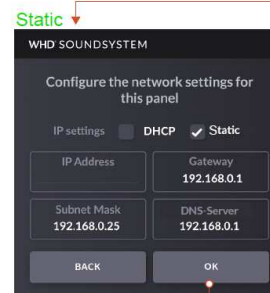 Static
WHD SOUNDSYSTEM
Configure the network settings for
this panel
IP settings DHCP Static
IP Address Gateway
192.168.0.1
Subnet Mask DNS-Server
192.168.0.25 192.168.0.1
BACK OK